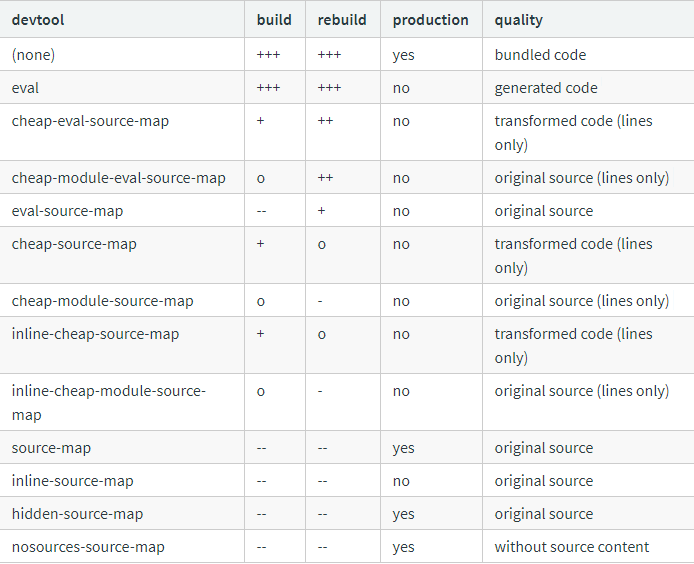 devtool build rebuild production quality
(none) +++ +++ yes bundled code
eval +++ +++ no generated code
cheap-eval-source-map + ++ no transformed code (lines
only)
cheap-module-eval-source-map o ++ no original source (lines only)
eval-source-map -- + no original source
cheap-source-map + o no transformed code (lines
only)
cheap-module-source-map o - no original source (lines only)
inline-cheap-source-map + o no transformed code (lines
only)
inline-cheap-module-source- o - no original source (lines only)
map
source-map -- -- yes original source
inline-source-map -- -- no original source
hidden-source-map -- -- yes original source
nosources-source-map -- -- yes without source content